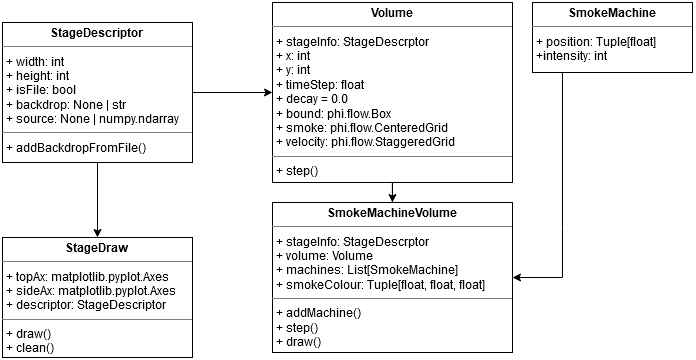 StageDescriptor
+ width: int
+ height: int
+ isFile: bool
+ backdrop: None | str
+ source: None | numpy.ndarray
+ addBackdropFromFile()
Volume
+ stageInfo: StageDescrptor
+ x: int
+ y: int
+ timeStep: float
+ decay = 0.0
+ bound: phi.flow.Box
+ smoke: phi.flow.CenteredGrid
+ velocity: phi.flow.StaggeredGrid
+ step()
SmokeMachine
+ position: Tuple[float]
+intensity: int
StageDraw
+ topAx: matplotlib.pyplot.Axes
+ sideAx: matplotlib.pyplot.Axes
+ descriptor: StageDescriptor
+ draw()
+ clean()
SmokeMachineVolume
+ stageInfo: StageDescrptor
+ volume: Volume
+ machines: List[SmokeMachine]
+ smokeColour: Tuple[float, float, float]
+ addMachine()
+ step()
+ draw()